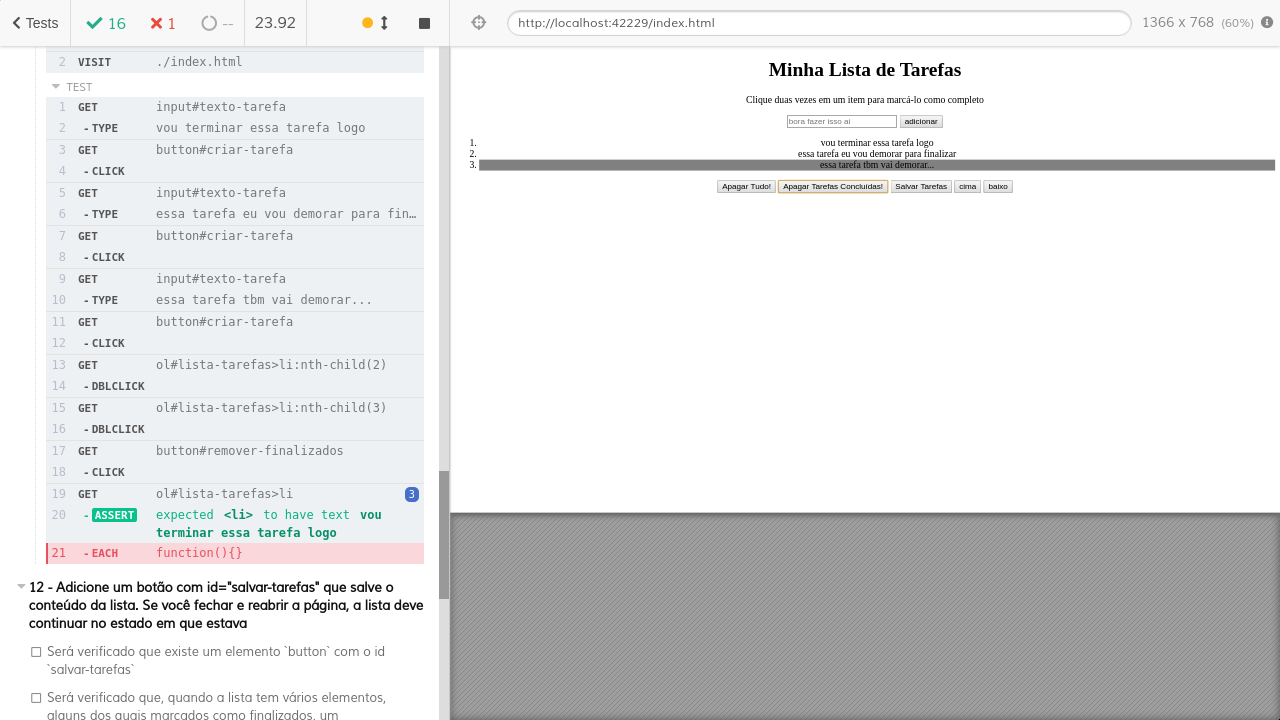 Tests 16 1 -- 23.92
http://localhost:42229/index.html 1366 x 768 (60%)
2 VISIT ./index.html
TEST
1 GET input#texto-tarefa
2 -TYPE vou terminar essa tarefa logo
3 GET button#criar-tarefa
4 -CLICK
5 GET input#texto-tarefa
6 -TYPE essa tarefa eu vou demorar para fin…
7 GET button#criar-tarefa
8 -CLICK
9 GET input#texto-tarefa
10 -TYPE essa tarefa tbm vai demorar...
11 GET button#criar-tarefa
12 -CLICK
13 GET ol#lista-tarefas>li:nth-child(2)
14 -DBLCLICK
15 GET ol#lista-tarefas>li:nth-child(3)
16 -DBLCLICK
17 GET button#remover-finalizados
18 -CLICK
19 GET ol#lista-tarefas>li 3
20 -ASSERT expected <li> to have text vou
terminar essa tarefa logo
21 -EACH function(){}
12 - Adicione um botão com id="salvar-tarefas" que salve o
conteúdo da lista. Se você fechar e reabrir a página, a lista deve
continuar no estado em que estava
Será verificado que existe um elemento `button` com o id
`salvar-tarefas`
Será verificado que, quando a lista tem vários elementos,
alguns dos quais marcados como finalizados, um
Minha Lista de Tarefas
Clique duas vezes em um item para marcá-lo como completo
bora fazer isso ai adicionar
1. vou terminar essa tarefa logo
2. essa tarefa eu vou demorar para finalizar
3. essa tarefa tbm vai demorar...
Apagar Tudo! Apagar Tarefas Concluídas! Salvar Tarefas cima baixo